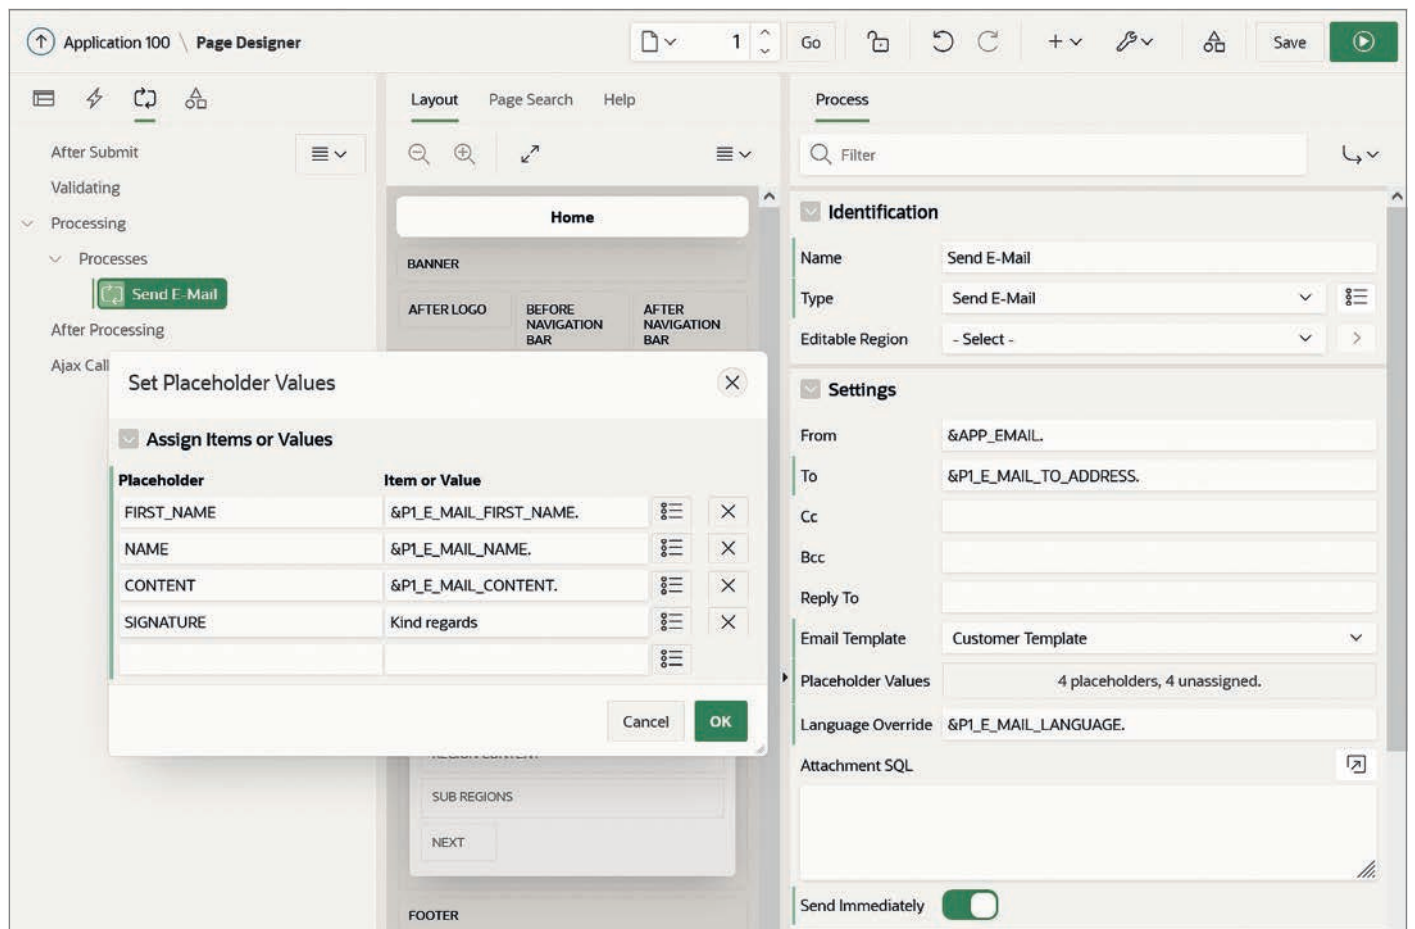 Application 100 \ Page Designer
1
Go
Save
After Submit
Validating
Processing
Processes
Send E-Mail
After Processing
Ajax Call
Layout Page Search Help
Home
BANNER
AFTER LOGO
BEFORE
NAVIGATION
BAR
AFTER
NAVIGATION
BAR
Set Placeholder Values
Assign Items or Values
Placeholder Item or Value
FIRST_NAME &P1_E_MAIL_FIRST_NAME.
NAME &P1_E_MAIL_NAME.
CONTENT &P1_E_MAIL_CONTENT.
SIGNATURE Kind regards
Cancel OK
REGION CONTENT
SUB REGIONS
NEXT
FOOTER
Process
Filter
Identification
Name Send E-Mail
Type Send E-Mail
Editable Region - Select -
Settings
From &APP_EMAIL.
To &P1_E_MAIL_TO_ADDRESS.
Cc
Bcc
Reply To
Email Template Customer Template
Placeholder Values 4 placeholders, 4 unassigned.
Language Override &P1_E_MAIL_LANGUAGE.
Attachment SQL
Send Immediately